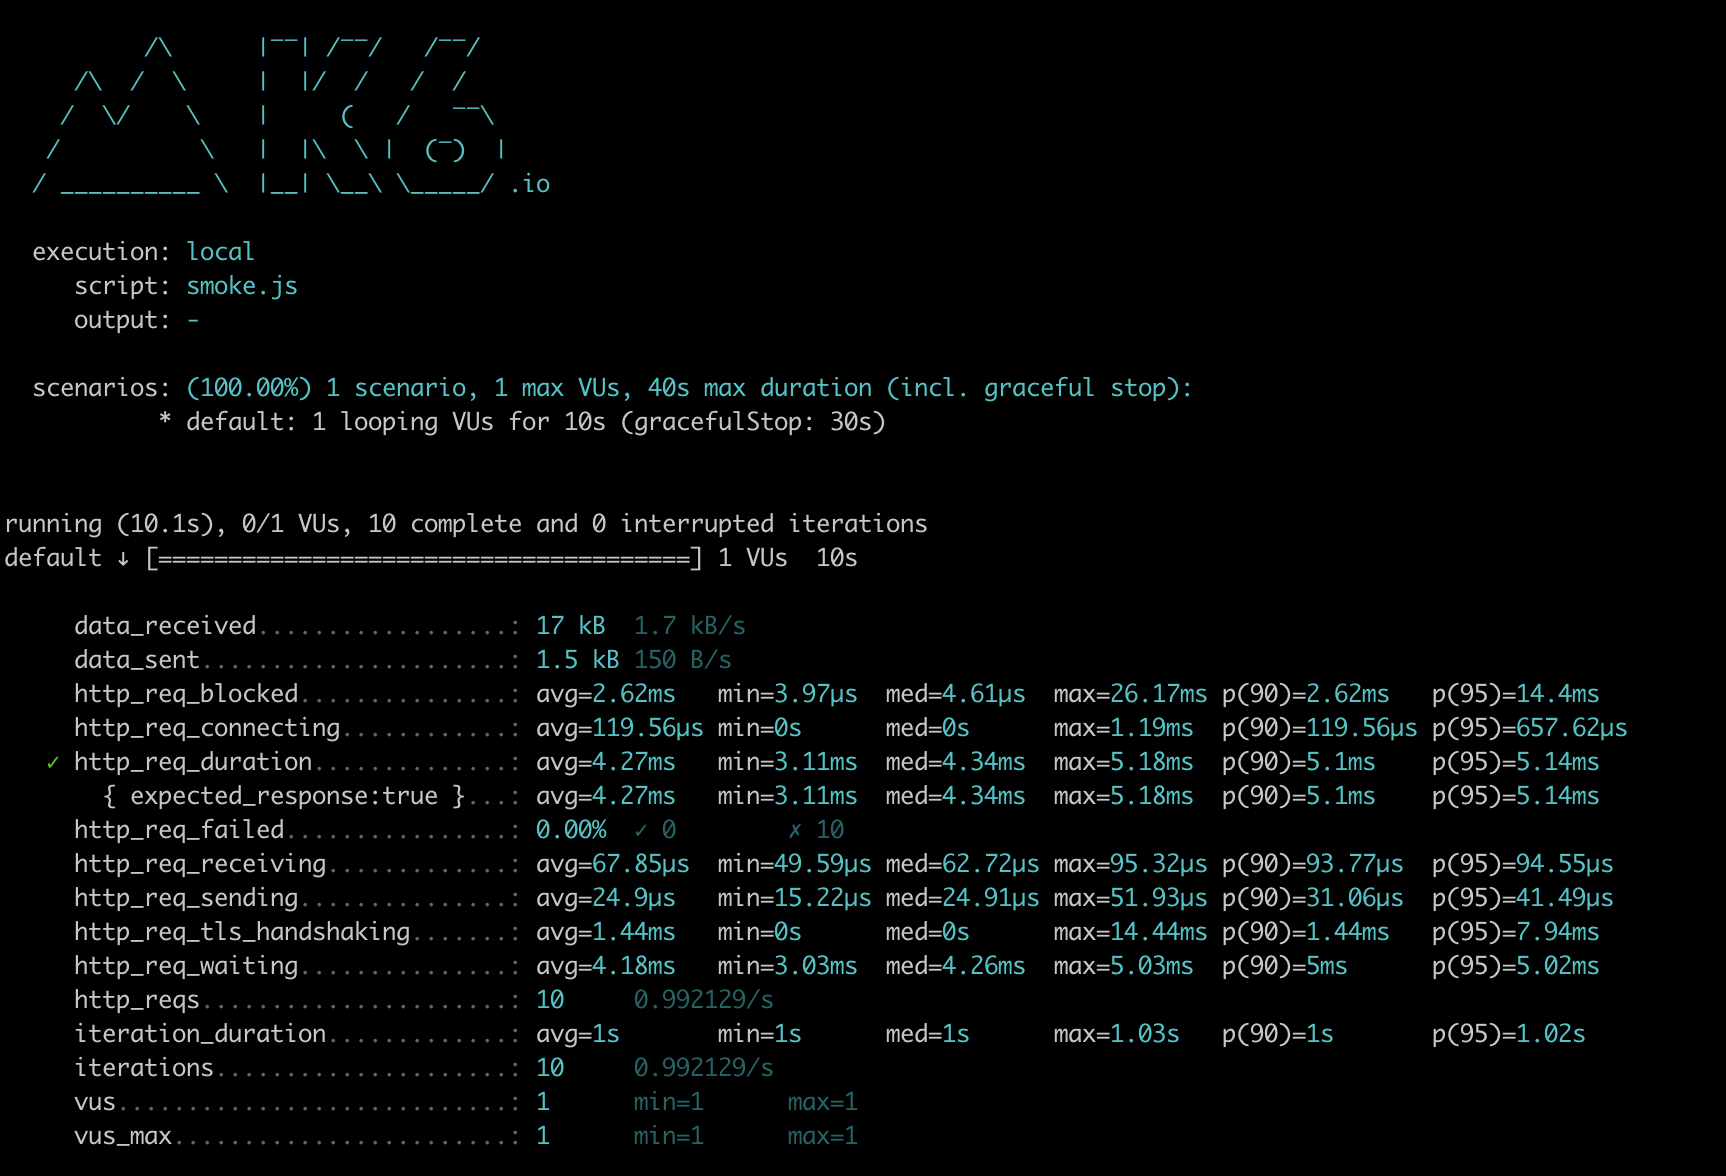 /\      |‾‾| /‾‾/   /‾‾/
/\  /  \     |  |/  /   /  /
/  \/    \    |     (   /   ‾‾\
/          \   |  |\  \ |  (‾)  |
/ __________ \  |__| \__\ \_____/ .io
execution: local
script: smoke.js
output: -
scenarios: (100.00%) 1 scenario, 1 max VUs, 40s max duration (incl. graceful stop):
* default: 1 looping VUs for 10s (gracefulStop: 30s)
running (10.1s), 0/1 VUs, 10 complete and 0 interrupted iterations
default ↓ [======================================] 1 VUs  10s
data_received..................: 17 kB  1.7 kB/s
data_sent......................: 1.5 kB 150 B/s
http_req_blocked...............: avg=2.62ms   min=3.97µs  med=4.61µs  max=26.17ms p(90)=2.62ms   p(95)=14.4ms
http_req_connecting............: avg=119.56µs min=0s      med=0s      max=1.19ms  p(90)=119.56µs p(95)=657.62µs
✓ http_req_duration..............: avg=4.27ms   min=3.11ms  med=4.34ms  max=5.18ms  p(90)=5.1ms    p(95)=5.14ms
{ expected_response:true }...: avg=4.27ms   min=3.11ms  med=4.34ms  max=5.18ms  p(90)=5.1ms    p(95)=5.14ms
http_req_failed................: 0.00%  ✓ 0        ✗ 10
http_req_receiving.............: avg=67.85µs  min=49.59µs med=62.72µs max=95.32µs p(90)=93.77µs  p(95)=94.55µs
http_req_sending...............: avg=24.9µs   min=15.22µs med=24.91µs max=51.93µs p(90)=31.06µs  p(95)=41.49µs
http_req_tls_handshaking.......: avg=1.44ms   min=0s      med=0s      max=14.44ms p(90)=1.44ms   p(95)=7.94ms
http_req_waiting...............: avg=4.18ms   min=3.03ms  med=4.26ms  max=5.03ms  p(90)=5ms      p(95)=5.02ms
http_reqs......................: 10     0.992129/s
iteration_duration.............: avg=1s       min=1s      med=1s      max=1.03s   p(90)=1s       p(95)=1.02s
iterations.....................: 10     0.992129/s
vus............................: 1      min=1      max=1
vus_max........................: 1      min=1      max=1